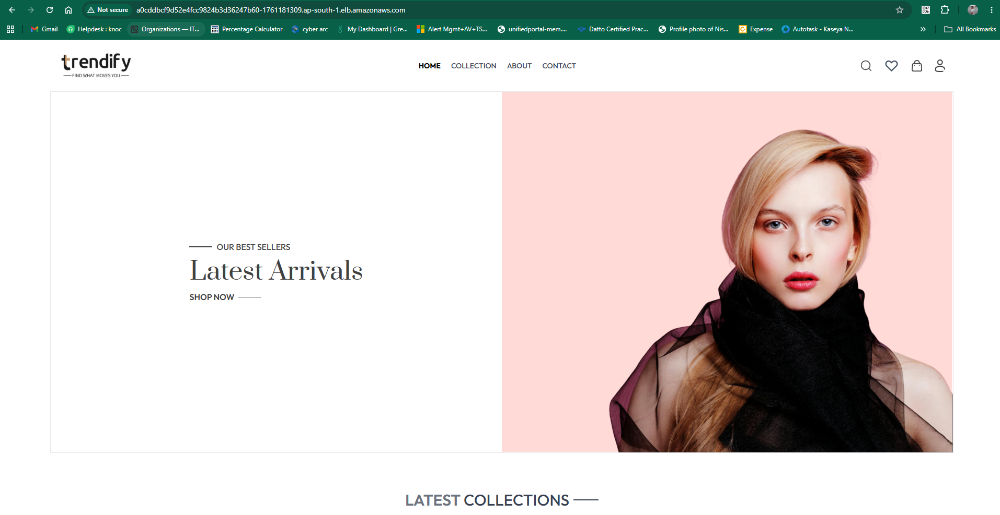 Not secure a0cddbcf9d52e4fcc9824b3d36247b60-1761181309.ap-south-1.elb.amazonaws.com
Gmail Helpdesk : knoc Organizations — IT... Percentage Calculator cyber arc My Dashboard | Gre... Alert Mgmt+AV+TS... unifiedportal-mem.... Datto Certified Prac... Profile photo of Nis... Expense Autotask - Kaseya N... All Bookmarks
trendify
FIND WHAT MOVES YOU
HOME COLLECTION ABOUT CONTACT
OUR BEST SELLERS
Latest Arrivals
SHOP NOW
LATEST COLLECTIONS